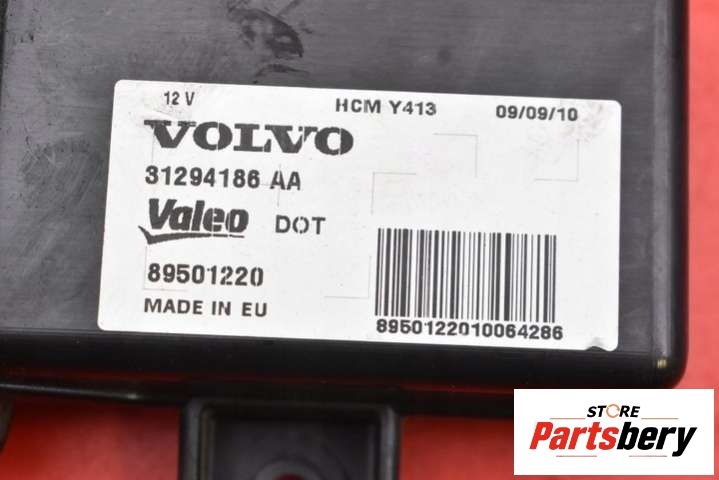 12 V HCM Y413 09/09/10
VOLVO
31294186 AA
Valeo DOT
89501220
MADE IN EU
8950122010064286
STORE
Partsbery